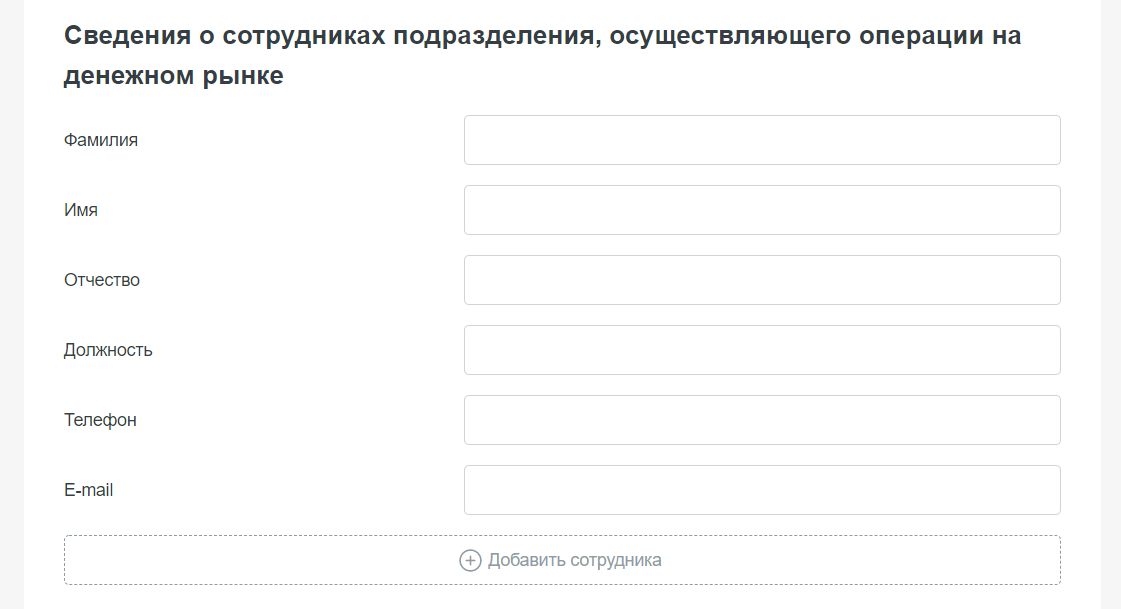 Сведения о сотрудниках подразделения, осуществляющего операции на
денежном рынке
Фамилия
Имя
Отчество
Должность
Телефон
E-mail
Добавить сотрудника